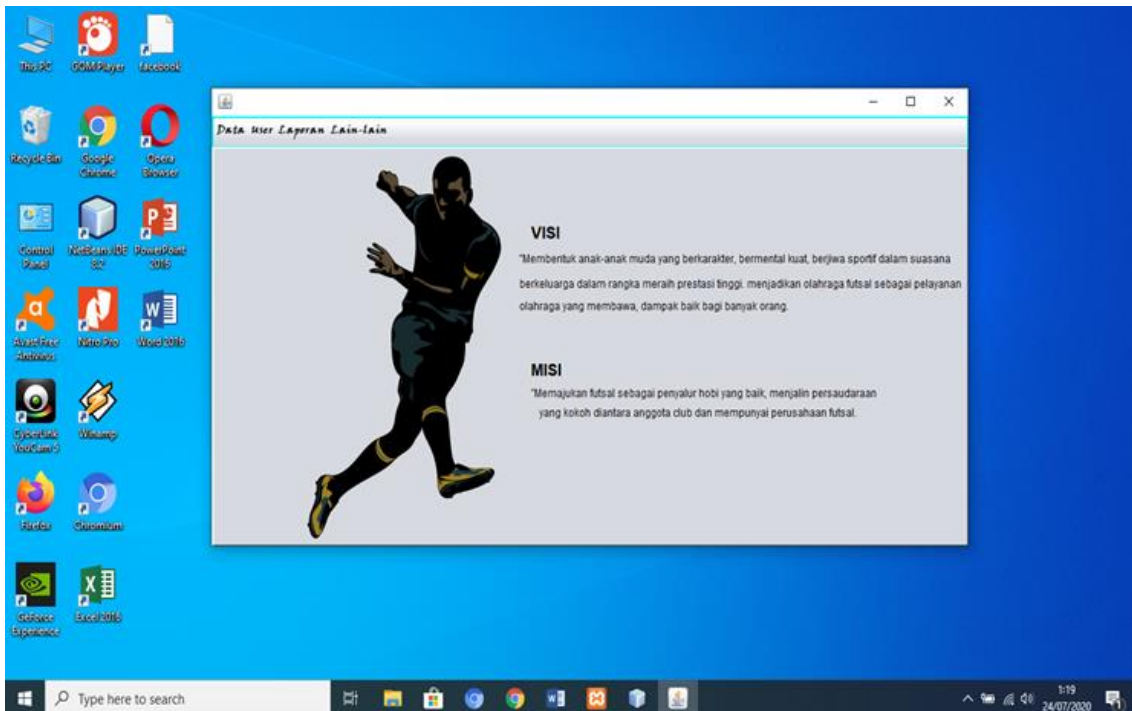 This PC
GOM Player
facebook
Recycle Bin
Google Chrome
Opera Browser
Control Panel
NetBeans IDE 8.2
PowerPoint 2016
Avast Free Antivirus
Nitro Pro
Word 2016
CyberLink YouCam 5
Winamp
Firefox
Chromium
GeForce Experience
Excel 2016
Data User Laporan Lain-lain
VISI
"Membentuk anak-anak muda yang berkarakter, bermental kuat, berjiwa sportif dalam suasana
berkeluarga dalam rangka meraih prestasi tinggi. menjadikan olahraga futsal sebagai pelayanan
olahraga yang membawa, dampak baik bagi banyak orang.
MISI
"Memajukan futsal sebagai penyalur hobi yang baik, menjalin persaudaraan
yang kokoh diantara anggota club dan mempunyai perusahaan futsal.
Type here to search
1:19
24/07/2020